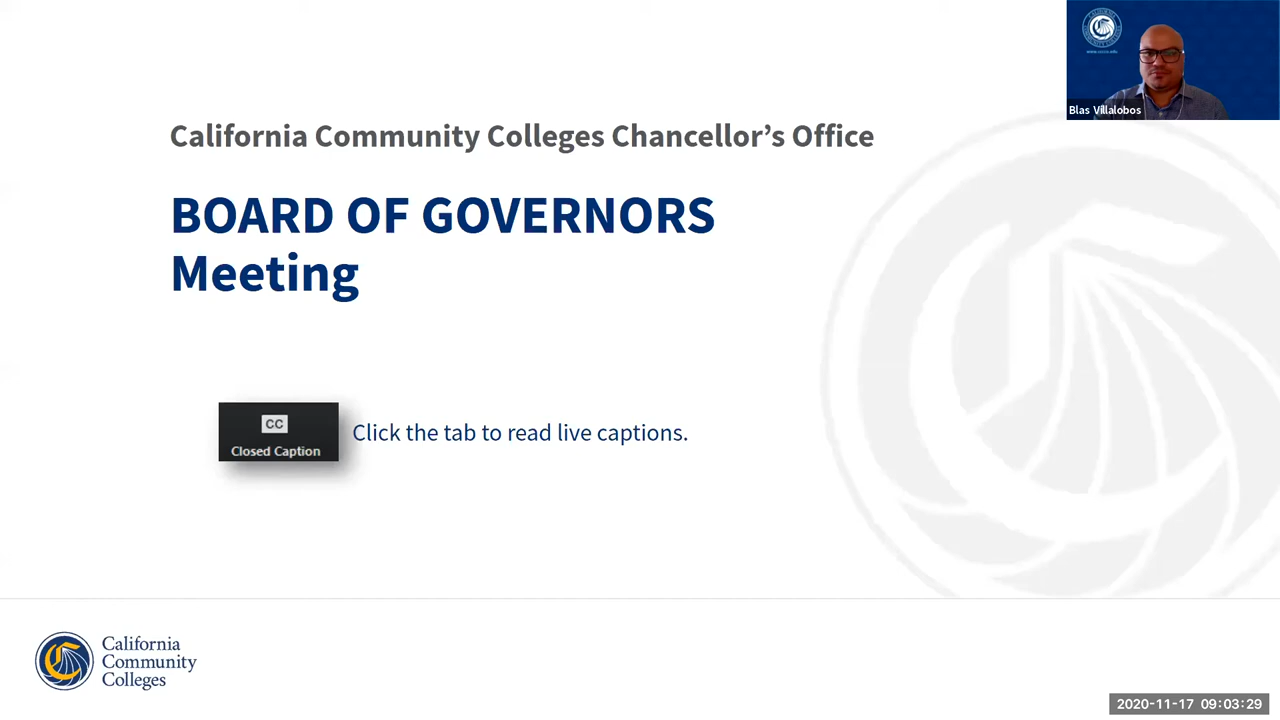 Blas Villalobos
California Community Colleges Chancellor’s Office
BOARD OF GOVERNORS
Meeting
CC
Closed Caption
Click the tab to read live captions.
California
Community
Colleges
2020-11-17 09:03:29